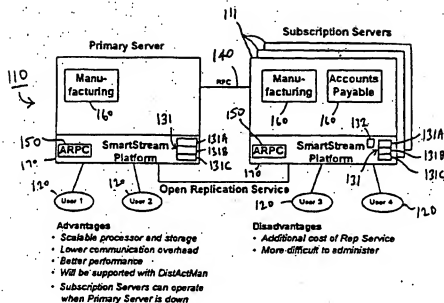 111
Subscription Servers
Primary Server
140
110
RPC
Manu-
facturing
160
Manu-
facturing
160
Accounts
Payable
160
150
ARPC
170
SmartStream
Platform
131
131A
131B
131C
150
ARPC
170
SmartStream
Platform
132
131
131A
131B
131C
Open Replication Service
120
User 1
120
User 2
120
User 3
User 4
120
Advantages
• Scalable processor and storage
• Lower communication overhead
• Better performance
• Will be supported with DistActMan
• Subscription Servers can operate
when Primary Server is down
Disadvantages
• Additional cost of Rep Service
• More difficult to administer